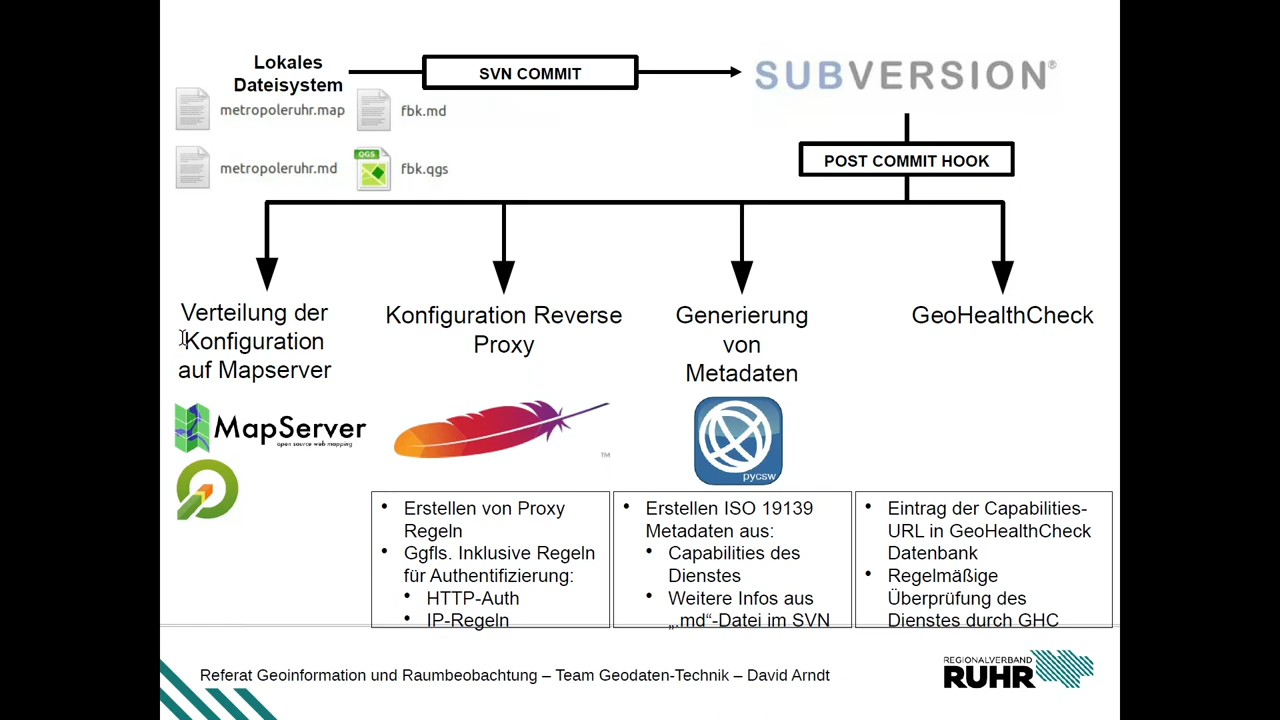 Lokales
Dateisystem
SVN COMMIT
SUBVERSION®
metropoleruhr.map
fbk.md
metropoleruhr.md
QGS
fbk.qgs
POST COMMIT HOOK
Verteilung der
Konfiguration
auf Mapserver
MapServer
open source web mapping
Konfiguration Reverse
Proxy
TM
Generierung
von
Metadaten
pycsw
GeoHealthCheck
• Erstellen von Proxy
Regeln
• Ggfls. Inklusive Regeln
für Authentifizierung:
• HTTP-Auth
• IP-Regeln
• Erstellen ISO 19139
Metadaten aus:
• Capabilities des
Dienstes
• Weitere Infos aus
„.md“-Datei im SVN
• Eintrag der Capabilities-
URL in GeoHealthCheck
Datenbank
• Regelmäßige
Überprüfung des
Dienstes durch GHC
Referat Geoinformation und Raumbeobachtung – Team Geodaten-Technik – David Arndt
REGIONALVERBAND
RUHR